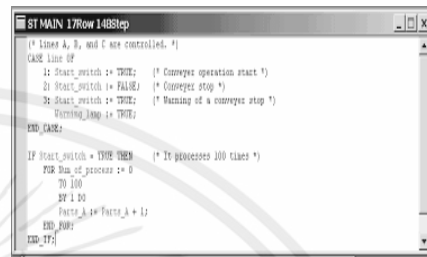 ST MAIN 17Row 148Step
(* Lines A, B, and C are controlled. *)
CASE Line OF
1: Start_switch := TRUE; (* Conveyer operation start *)
2: Start_switch := FALSE; (* Conveyer stop *)
3: Start_switch := TRUE; (* Warning of a conveyer stop *)
Warning_lamp := TRUE;
END_CASE;
IF Start_switch = TRUE THEN (* It processes 100 times *)
FOR Num_of_process := 0
TO 100
BY 1 DO
Parts_A := Parts_A + 1;
END_FOR;
END_IF;